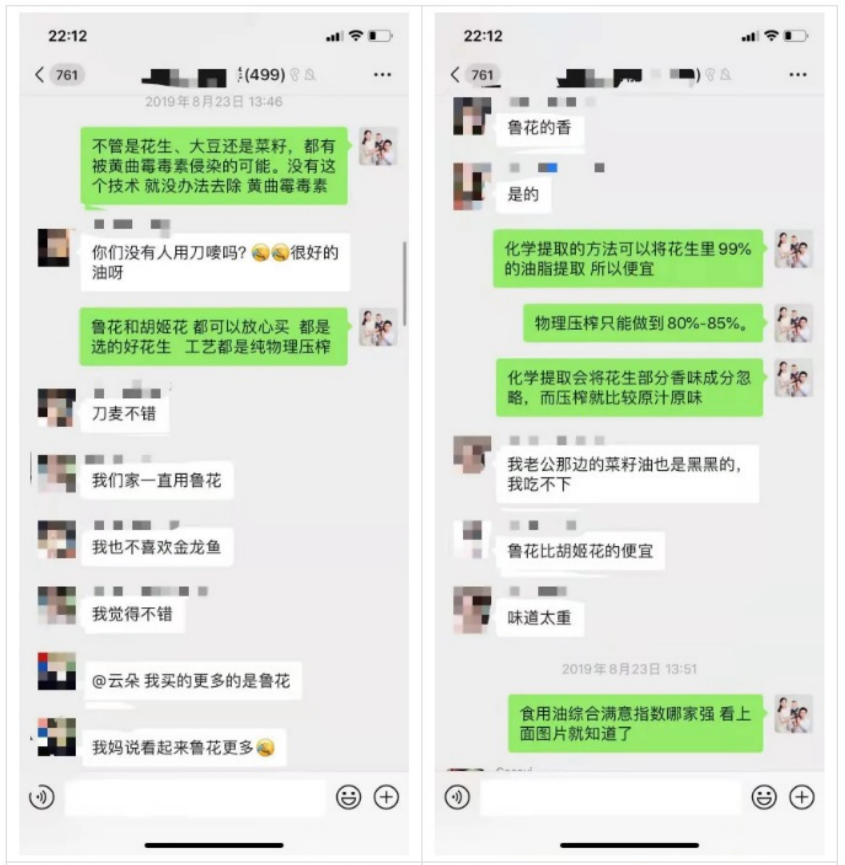 22:12
761
(499)
2019年8月23日 13:46
不管是花生、大豆还是菜籽，都有
被黄曲霉毒素侵染的可能。没有这
个技术 就没办法去除 黄曲霉毒素
你们没有人用刀唛吗?很好的
油呀
鲁花和胡姬花 都可以放心买 都是
选的好花生 工艺都是纯物理压榨
刀麦不错
我们家一直用鲁花
我也不喜欢金龙鱼
我觉得不错
@云朵 我买的更多的是鲁花
我妈说看起来鲁花更多
22:12
761
)
鲁花的香
是的
化学提取的方法可以将花生里99%
的油脂提取 所以便宜
物理压榨只能做到80%-85%。
化学提取会将花生部分香味成分忽
略，而压榨就比较原汁原味
我老公那边的菜籽油也是黑黑的，
我吃不下
鲁花比胡姬花的便宜
味道太重
2019年8月23日 13:51
食用油综合满意指数哪家强 看上
面图片就知道了